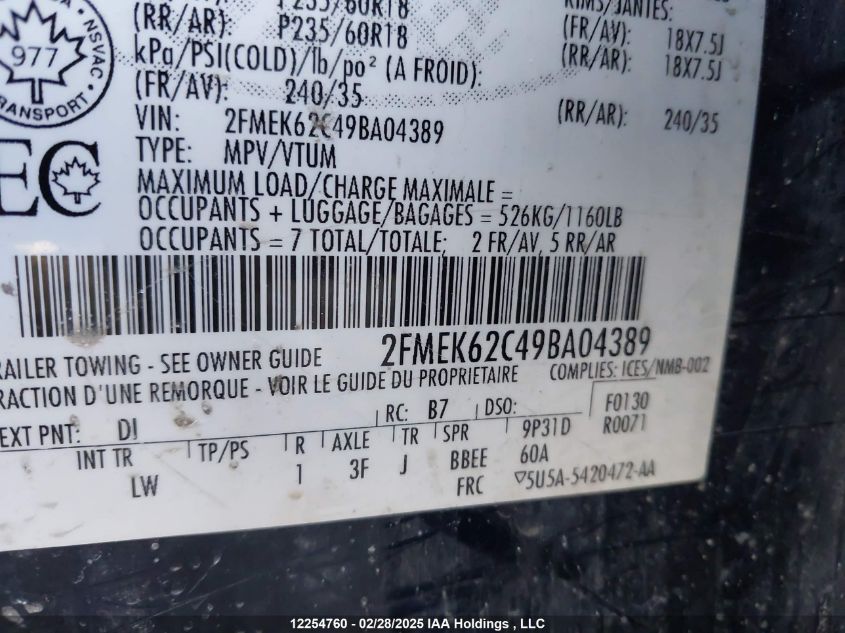 (RR/AR): P235/60R18
RIMS/JANTES:
(FR/AV): 18X7.5J
kPa/PSI(COLD)/lb/po² (A FROID):
(RR/AR): 18X7.5J
(FR/AV): 240/35
(RR/AR): 240/35
977
NSVAC
TRANSPORT
VIN: 2FMEK62C49BA04389
TYPE: MPV/VTUM
MAXIMUM LOAD/CHARGE MAXIMALE =
OCCUPANTS + LUGGAGE/BAGAGES = 526KG/1160LB
OCCUPANTS = 7 TOTAL/TOTALE; 2 FR/AV, 5 RR/AR
EC
2FMEK62C49BA04389
RAILER TOWING - SEE OWNER GUIDE
COMPLIES: ICES/NMB-002
RACTION D'UNE REMORQUE - VOIR LE GUIDE DU PROPRIETAIRE
EXT PNT: DI RC: B7 DSO: F0130
R0071
INT TR TP/PS R AXLE TR SPR 9P31D
LW 1 3F J BBEE 60A
FRC 5U5A-5420472-AA
12254760 - 02/28/2025 IAA Holdings , LLC